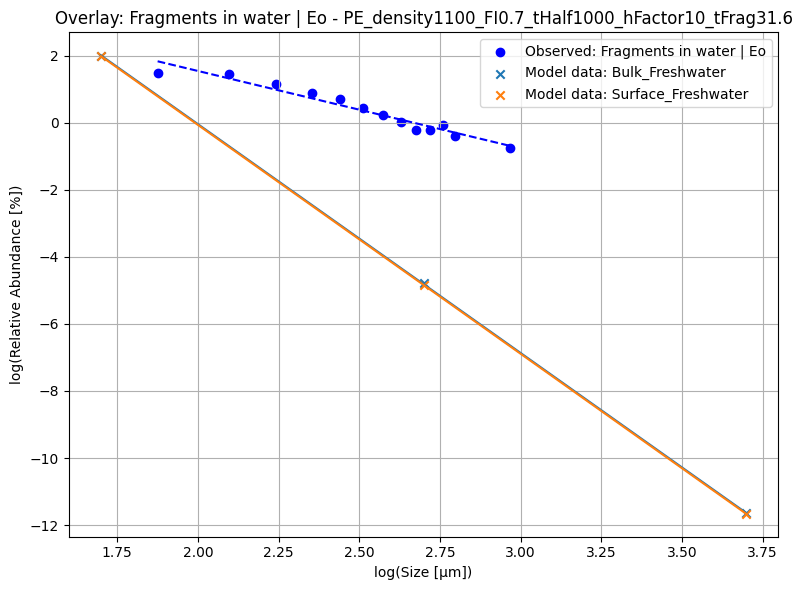 Overlay: Fragments in water | Eo - PE_density1100_FI0.7_tHalf1000_hFactor10_tFrag31.6
Observed: Fragments in water | Eo
Model data: Bulk_Freshwater
Model data: Surface_Freshwater
log(Relative Abundance [%])
2
0
−2
−4
−6
−8
−10
−12
1.75 2.00 2.25 2.50 2.75 3.00 3.25 3.50 3.75
log(Size [μm])